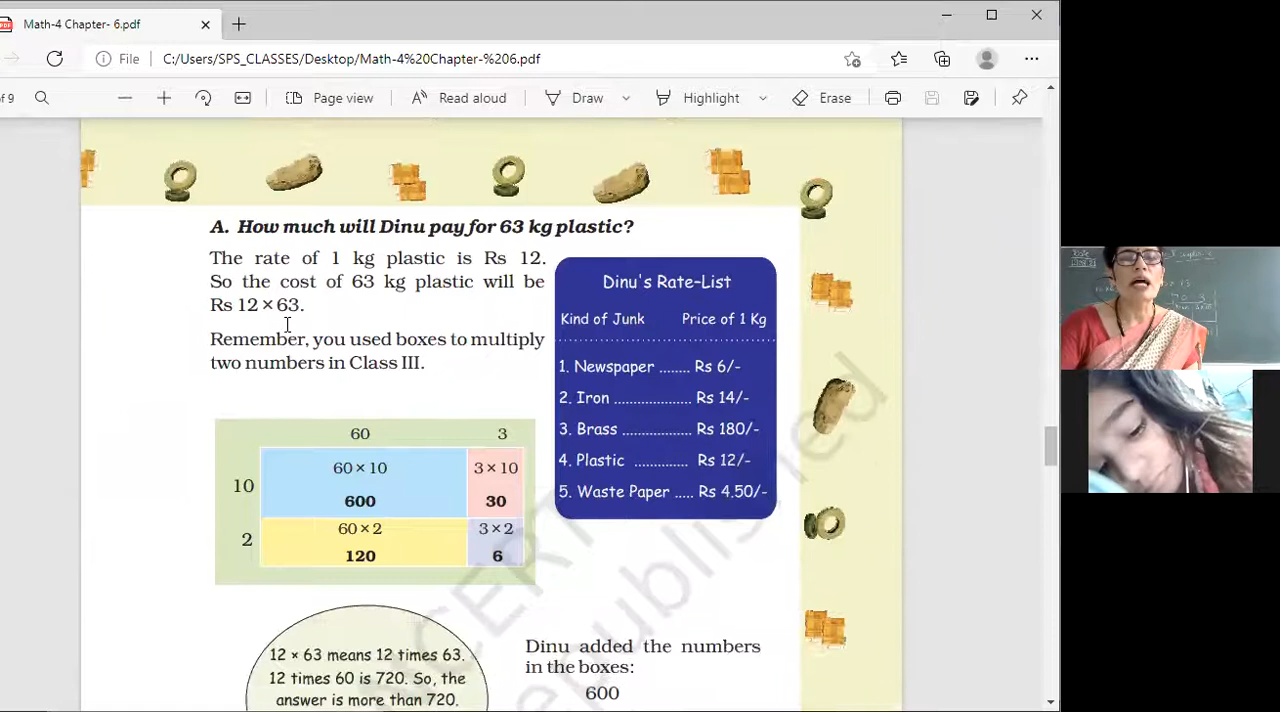 Math-4 Chapter- 6.pdf
File C:/Users/SPS_CLASSES/Desktop/Math-4%20Chapter-%206.pdf
of 9 Page view Read aloud Draw Highlight Erase
A. How much will Dinu pay for 63 kg plastic?
The rate of 1 kg plastic is Rs 12.
So the cost of 63 kg plastic will be
Rs 12 × 63.
Remember, you used boxes to multiply
two numbers in Class III.
Dinu's Rate-List
Kind of Junk Price of 1 Kg
1. Newspaper ........ Rs 6/-
2. Iron ..................... Rs 14/-
3. Brass ................. Rs 180/-
4. Plastic ............. Rs 12/-
5. Waste Paper ..... Rs 4.50/-
60 3
10 60 × 10 3 × 10
600 30
2 60 × 2 3 × 2
120 6
12 × 63 means 12 times 63.
12 times 60 is 720. So, the
answer is more than 720.
Dinu added the numbers
in the boxes:
600